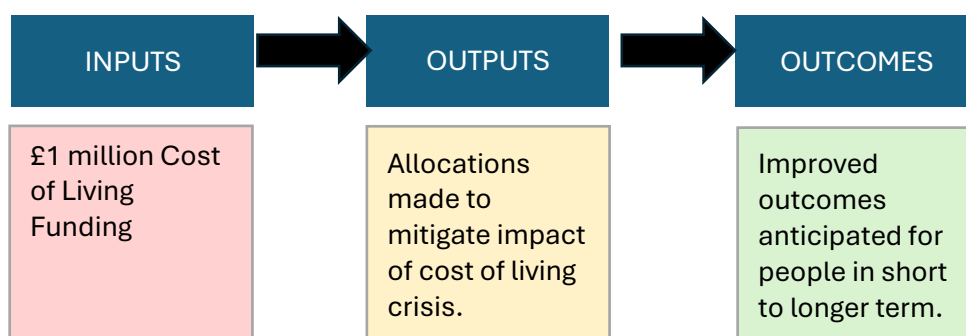 INPUTS
OUTPUTS
OUTCOMES
£1 million Cost
of Living
Funding
Allocations
made to
mitigate impact
of cost of living
crisis.
Improved
outcomes
anticipated for
people in short
to longer term.